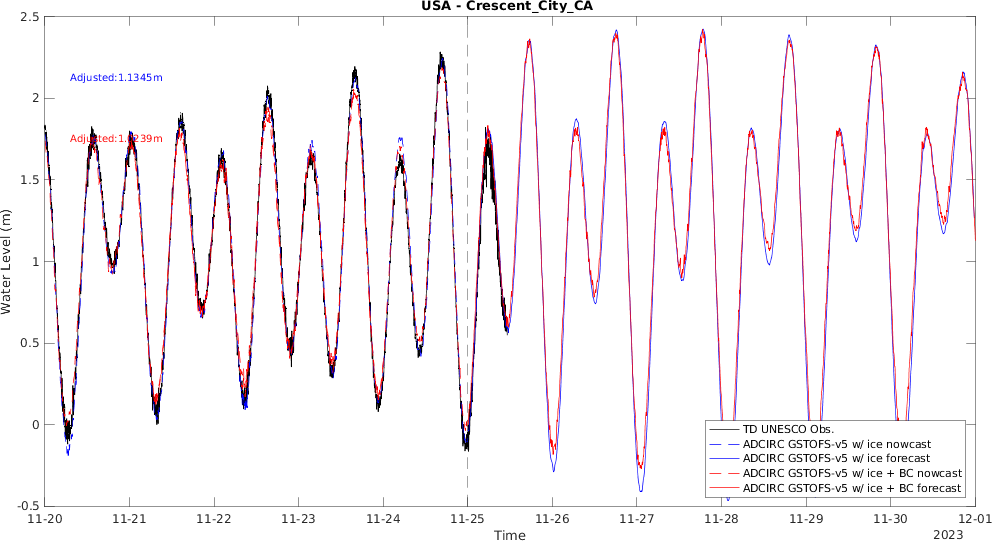 USA - Crescent_City_CA
2.5
2
1.5
1
0.5
0
-0.5
Water Level (m)
Adjusted:1.1345m
11-20
11-21
11-22
11-23
11-24
11-25
11-26
11-27
11-28
11-29
11-30
12-01
Time
2023
TD UNESCO Obs.
ADCIRC GSTOFS-v5 w/ ice nowcast
ADCIRC GSTOFS-v5 w/ ice forecast
ADCIRC GSTOFS-v5 w/ ice + BC nowcast
ADCIRC GSTOFS-v5 w/ ice + BC forecast